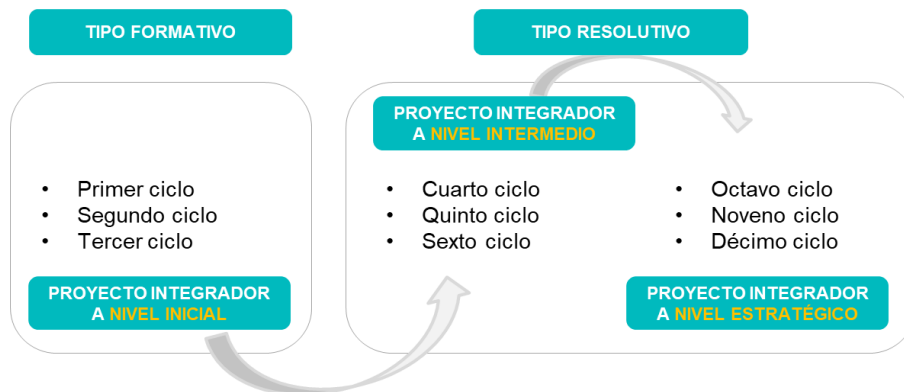 TIPO FORMATIVO
TIPO RESOLUTIVO
• Primer ciclo
• Segundo ciclo
• Tercer ciclo
PROYECTO INTEGRADOR
A NIVEL INICIAL
PROYECTO INTEGRADOR
A NIVEL INTERMEDIO
• Cuarto ciclo
• Quinto ciclo
• Sexto ciclo
• Octavo ciclo
• Noveno ciclo
• Décimo ciclo
PROYECTO INTEGRADOR
A NIVEL ESTRATÉGICO